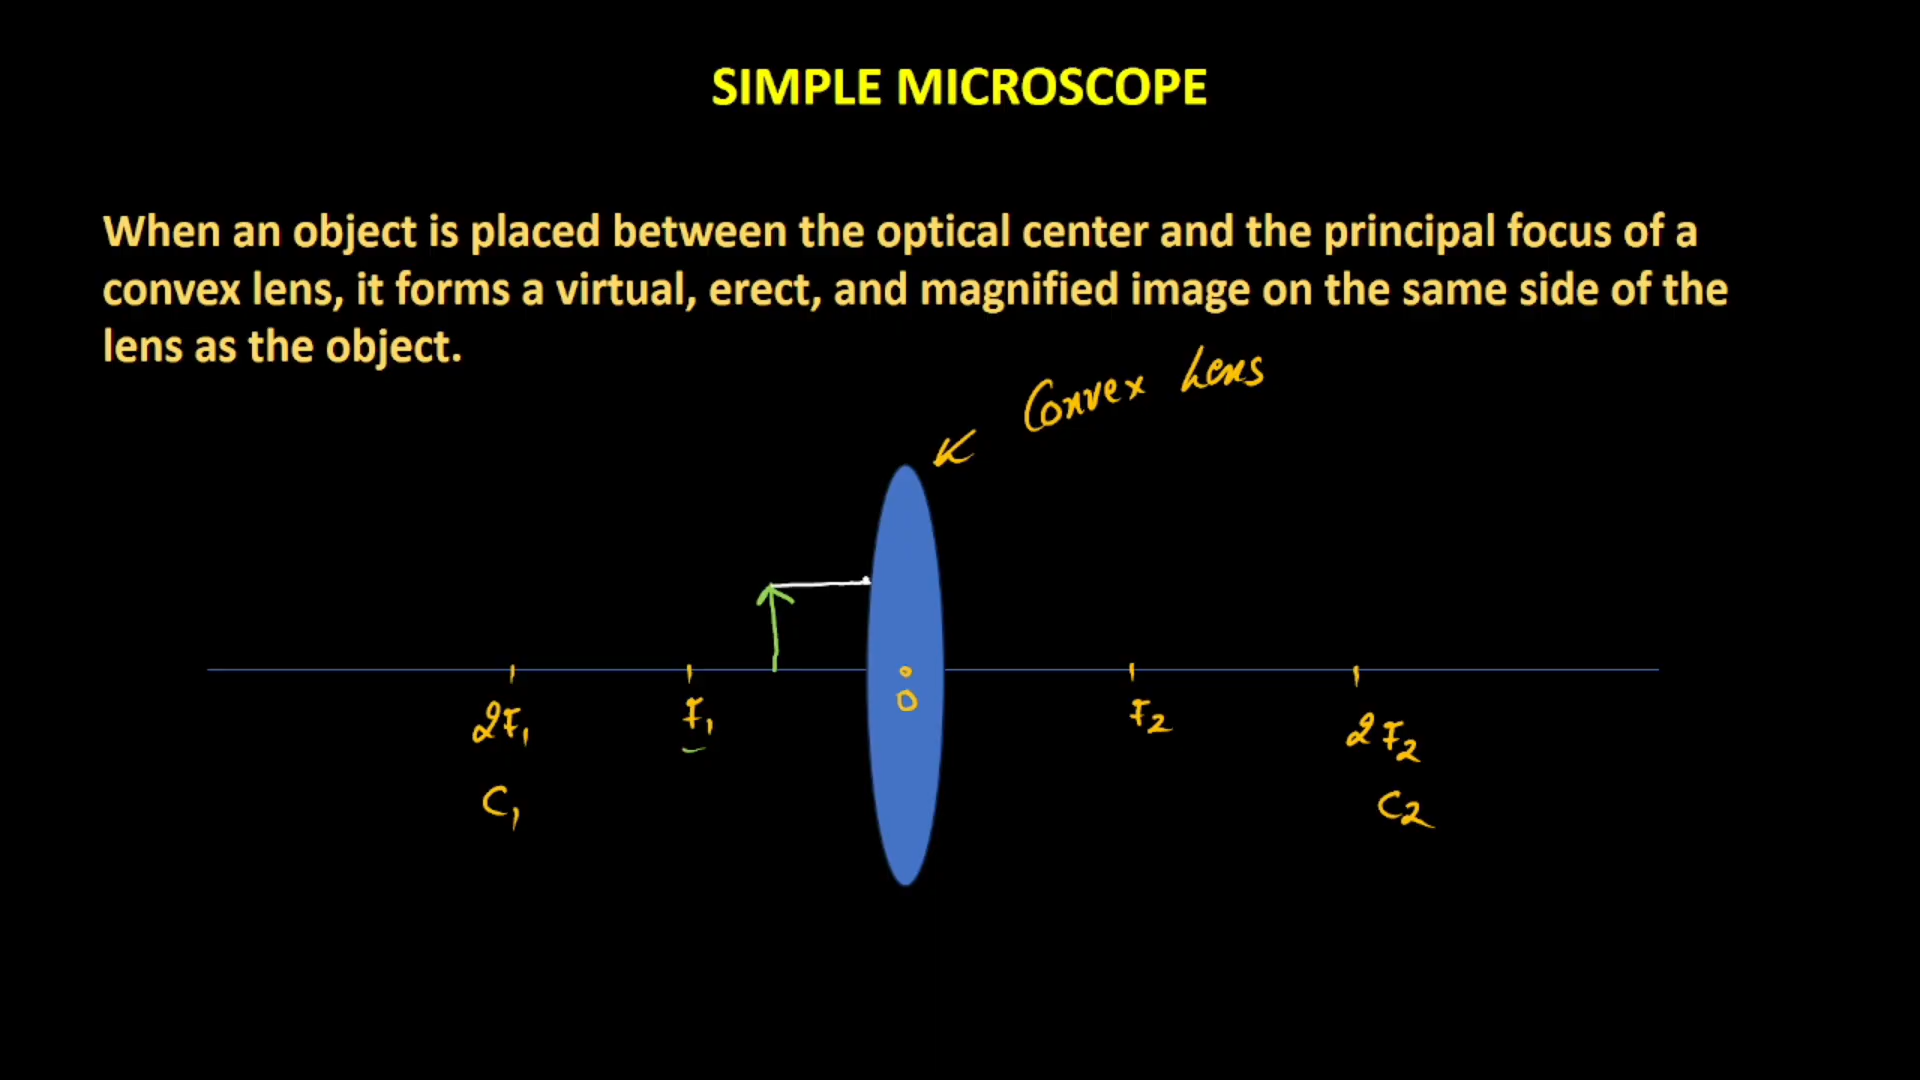 SIMPLE MICROSCOPE
When an object is placed between the optical center and the principal focus of a
convex lens, it forms a virtual, erect, and magnified image on the same side of the
lens as the object.
Convex Lens
O
2F₁ F₁ F₂ 2F₂
C₁ C₂